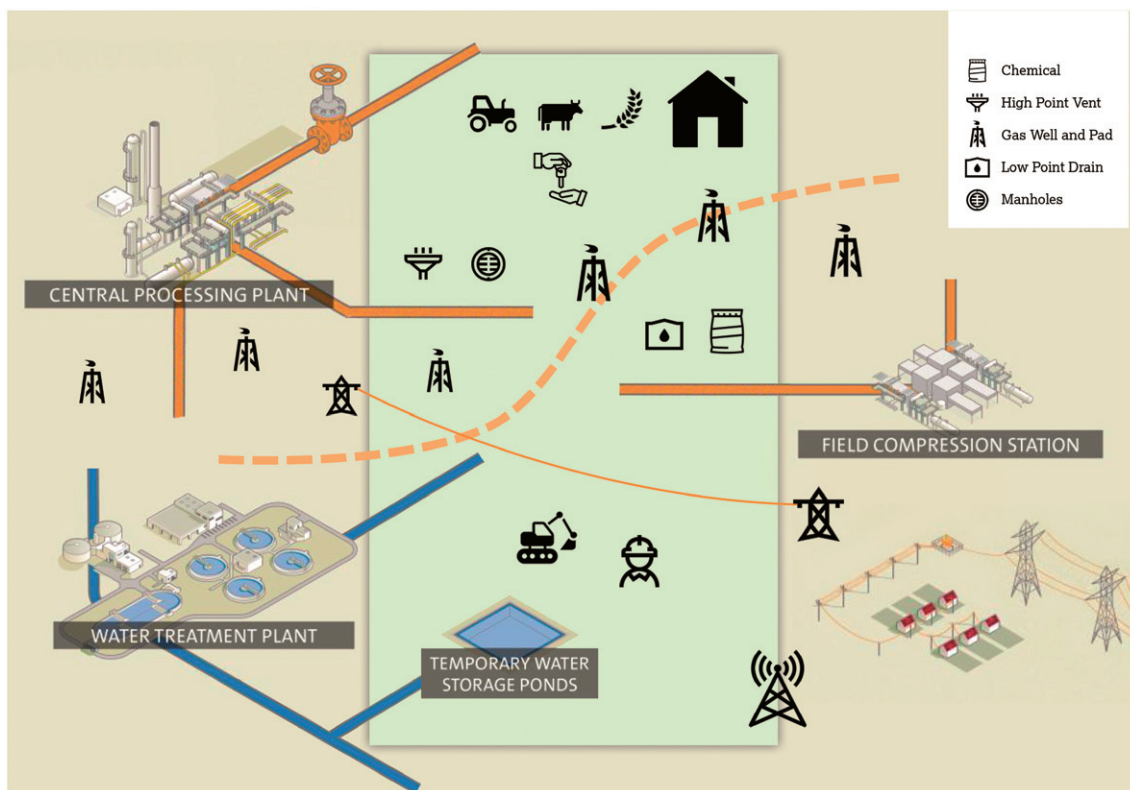 Chemical
High Point Vent
Gas Well and Pad
Low Point Drain
Manholes
CENTRAL PROCESSING PLANT
FIELD COMPRESSION STATION
WATER TREATMENT PLANT
TEMPORARY WATER
STORAGE PONDS